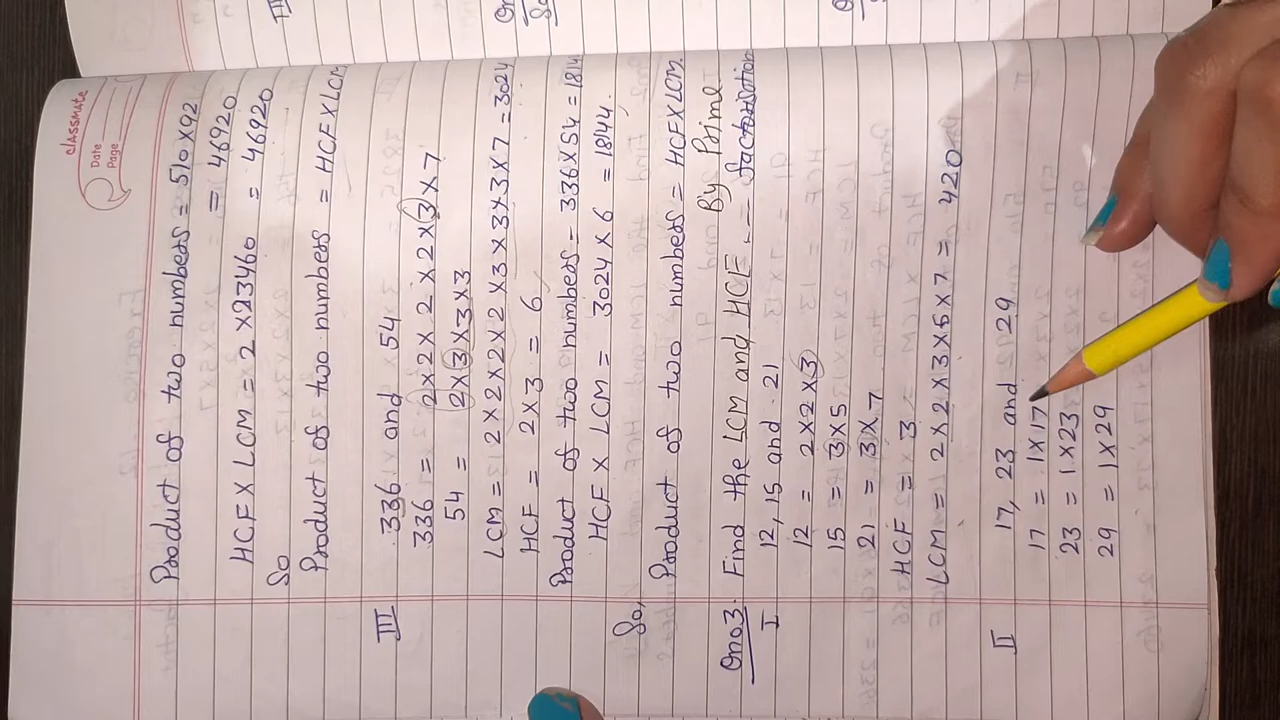 classmate
Date
Page
Product of two numbers = 510 X 92
= 46920
HCF X LCM = 2 X 23460 = 46920
So
Product of two numbers = HCF X LCM
III 336 and 54
336 = 2 X 2 X 2 X 2 X 3 X 7
54 = 2 X 3 X 3 X 3
LCM = 2 X 2 X 2 X 2 X 3 X 3 X 3 X 7 = 3024
HCF = 2 X 3 = 6
Product of two numbers = 336 X 54 = 1814
HCF X LCM = 3024 X 6 = 18144.
So, Product of two numbers = HCF X LCM.
Qno3. Find the LCM and HCF By Prime factorisation
I 12, 15 and 21
12 = 2 X 2 X 3
15 = 3 X 5
21 = 3 X 7
HCF = 3
LCM = 2 X 2 X 3 X 5 X 7 = 420
II 17, 23 and 29
17 = 1 X 17
23 = 1 X 23
29 = 1 X 29